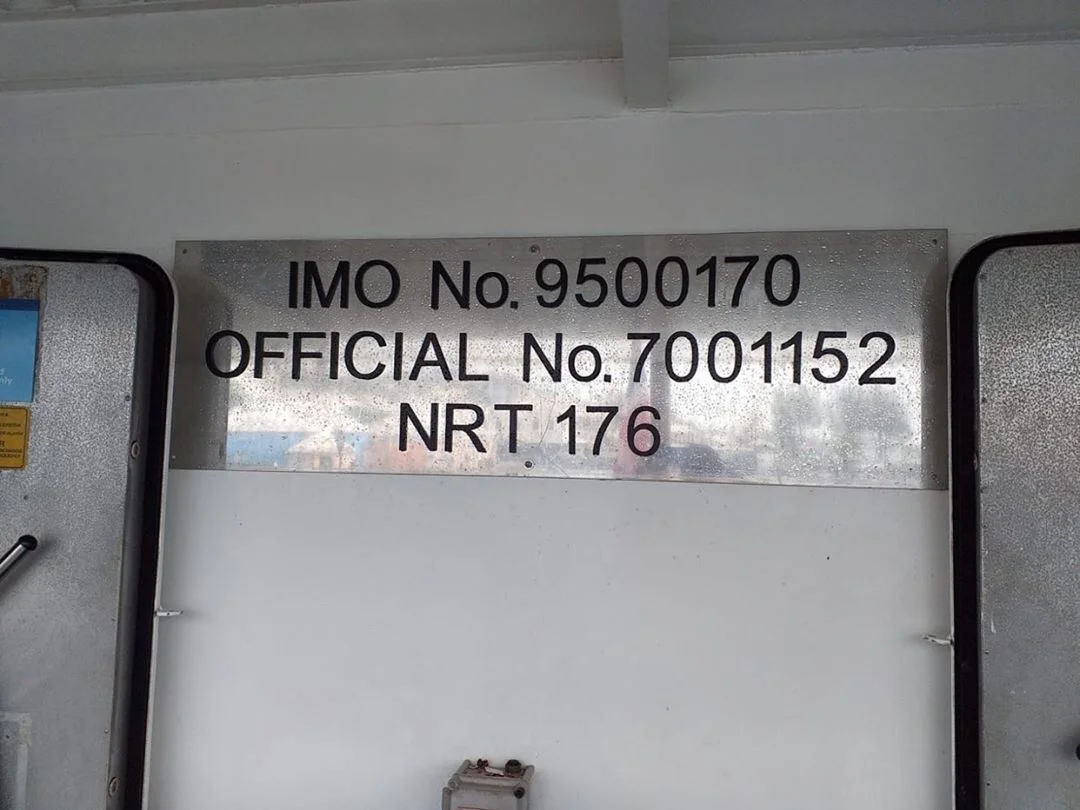 IMO No. 9500170
OFFICIAL No. 7001152
NRT 176